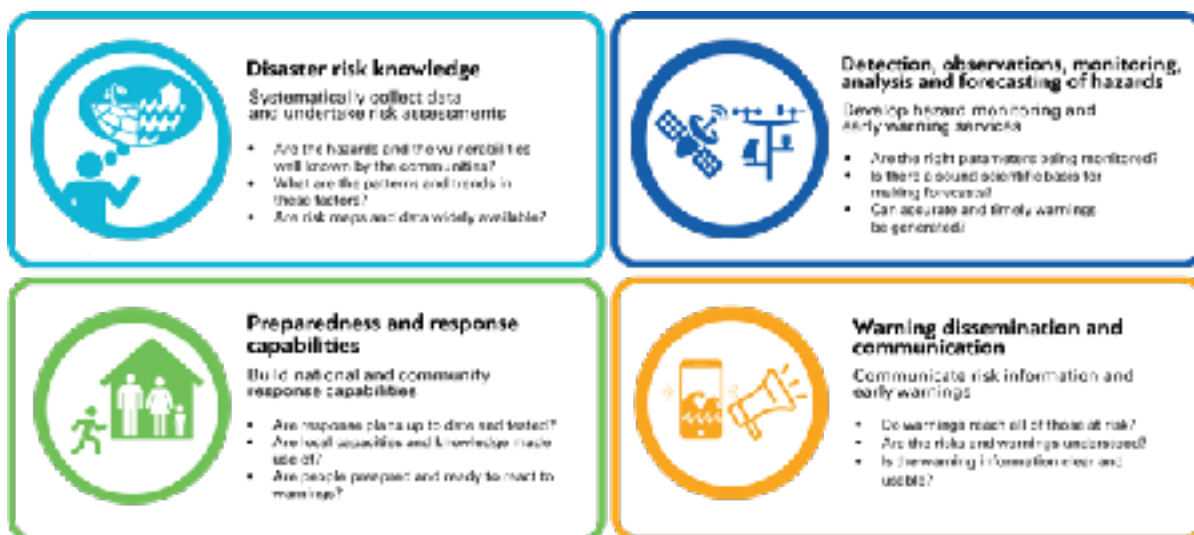 Disaster risk knowledge
Systematically collect data
and undertake risk assessments
• Are the hazards and the vulnerabilities
well known by the communities?
• What are the patterns and trends in
these factors?
• Are risk maps and data widely available?
Detection, observations, monitoring,
analysis and forecasting of hazards
Develop hazard monitoring and
early warning services
• Are the right parameters being monitored?
• Is there a sound scientific basis for
making forecasts?
• Can accurate and timely warnings
be generated?
Preparedness and response
capabilities
Build national and community
response capabilities
• Are response plans up to date and tested?
• Are local capacities and knowledge made
use of?
• Are people prepared and ready to react to
warnings?
Warning dissemination and
communication
Communicate risk information and
early warnings
• Do warnings reach all of those at risk?
• Are the risks and warnings understood?
• Is the warning information clear and
usable?